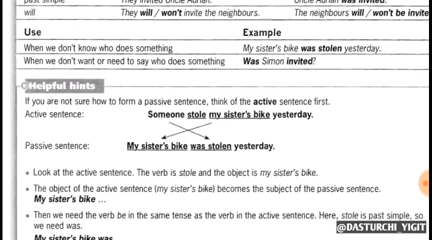 past simple They invited Uncle Adrian. Uncle Adrian was invited.
will They will / won't invite the neighbours. The neighbours will / won't be invite
Use Example
When we don't know who does something My sister's bike was stolen yesterday.
When we don't want or need to say who does something Was Simon invited?
Helpful hints
If you are not sure how to form a passive sentence, think of the active sentence first.
Active sentence: Someone stole my sister's bike yesterday.
Passive sentence: My sister's bike was stolen yesterday.
• Look at the active sentence. The verb is stole and the object is my sister's bike.
• The object of the active sentence (my sister's bike) becomes the subject of the passive sentence.
My sister's bike ...
• Then we need the verb be in the same tense as the verb in the active sentence. Here, stole is past simple, so
we need was.
My sister's bike was
@DASTURCHI_YIGIT